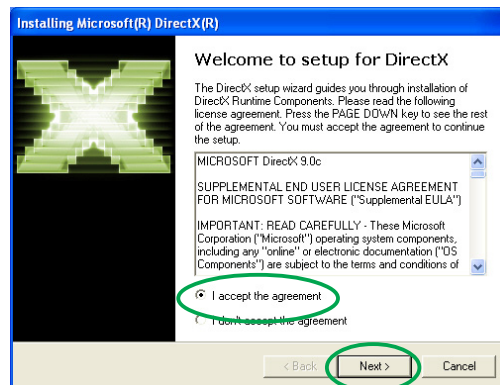 Installing Microsoft(R) DirectX(R)
Welcome to setup for DirectX
The DirectX setup wizard guides you through installation of
DirectX Runtime Components. Please read the following
license agreement. Press the PAGE DOWN key to see the rest
of the agreement. You must accept the agreement to continue
the setup.
MICROSOFT DirectX 9.0c
SUPPLEMENTAL END USER LICENSE AGREEMENT
FOR MICROSOFT SOFTWARE ("Supplemental EULA")
IMPORTANT: READ CAREFULLY - These Microsoft
Corporation ("Microsoft") operating system components,
including any "online" or electronic documentation ("OS
Components") are subject to the terms and conditions of
I accept the agreement
I don't accept the agreement
< Back Next > Cancel